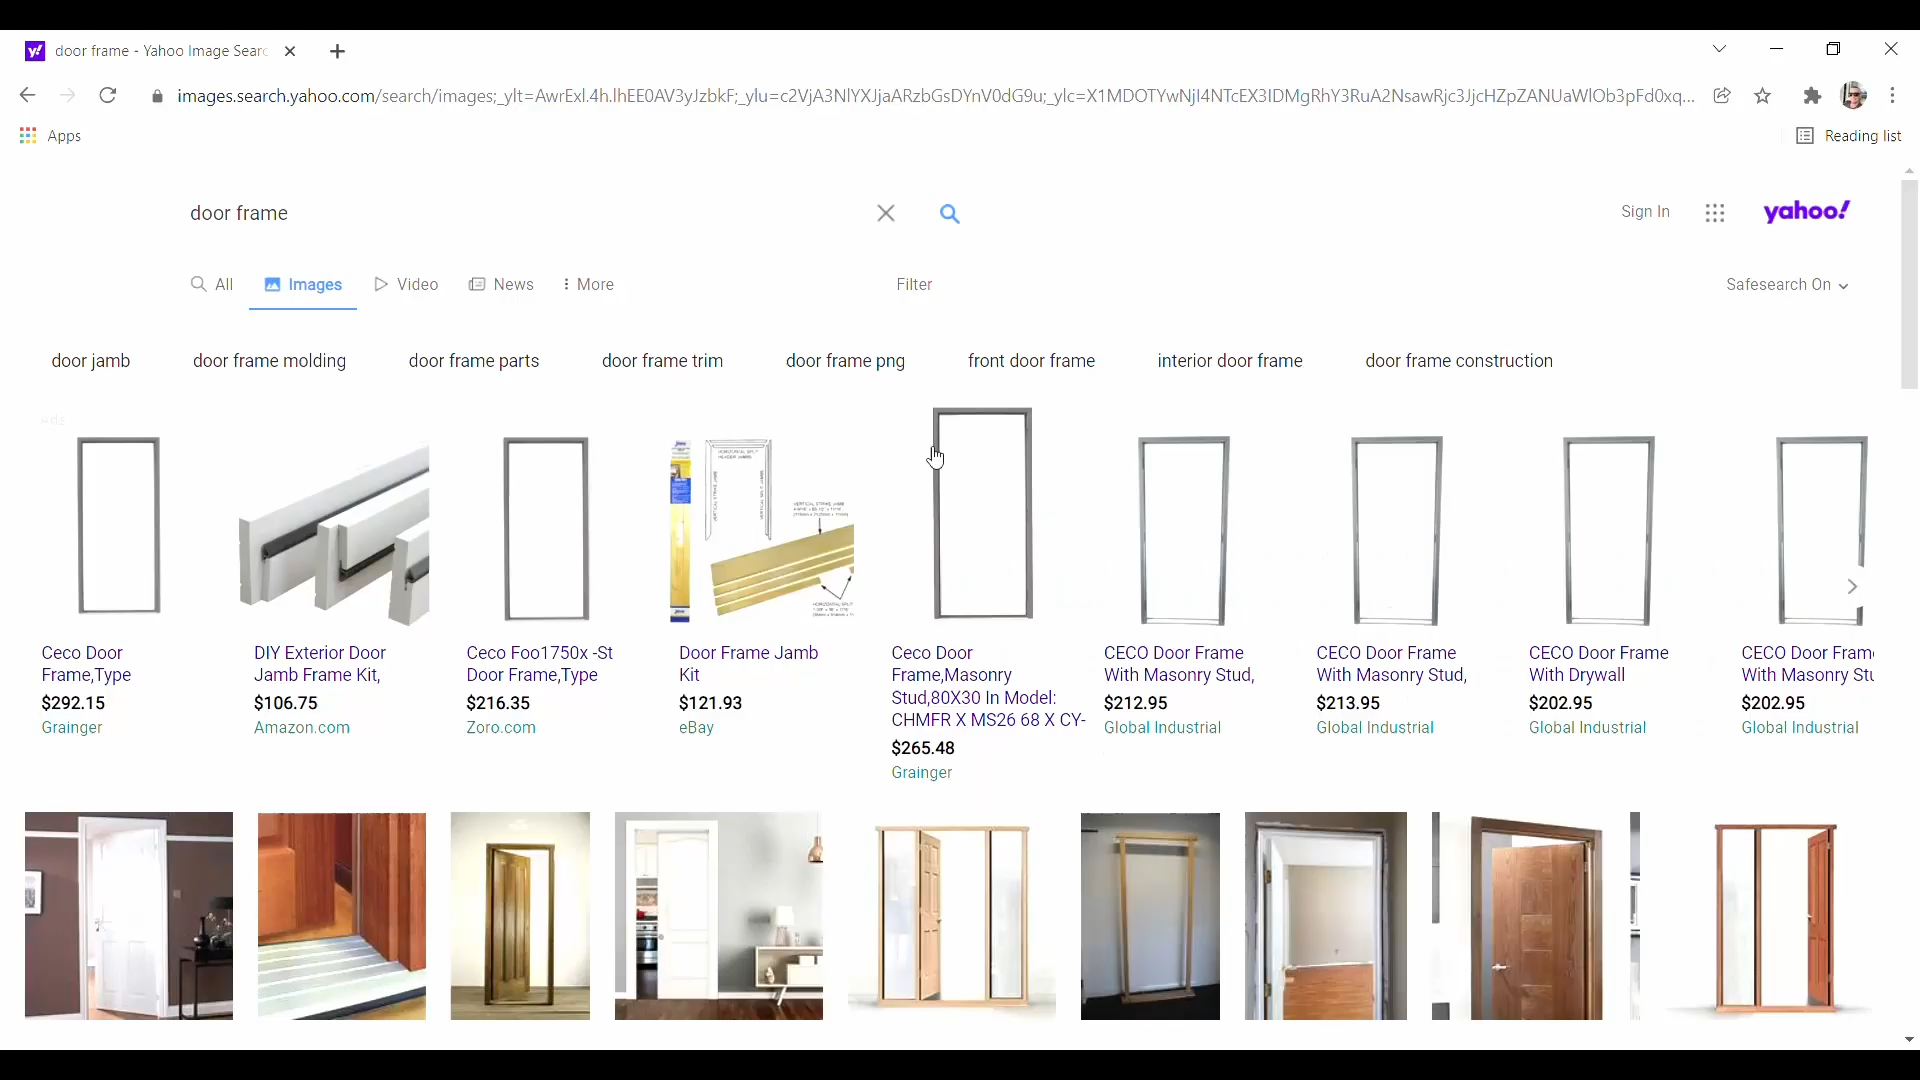 door frame - Yahoo Image Searc
images.search.yahoo.com/search/images;_ylt=AwrExl.4h.lhEE0AV3yJzbkF;_ylu=c2VjA3NlYXJjaARzbGsDYnV0dG9u;_ylc=X1MDOTYwNjI4NTcEX3IDMgRhY3RuA2NsawRjc3JjcHZpZANUaWlOb3pFd0xq...
Apps
Reading list
door frame
Sign In
yahoo!
All
Images
Video
News
More
Filter
Safesearch On
door jamb
door frame molding
door frame parts
door frame trim
door frame png
front door frame
interior door frame
door frame construction
Ads
Ceco Door
Frame,Type
$292.15
Grainger
DIY Exterior Door
Jamb Frame Kit,
$106.75
Amazon.com
Ceco Foo1750x -St
Door Frame,Type
$216.35
Zoro.com
Door Frame Jamb
Kit
$121.93
eBay
Ceco Door
Frame,Masonry
Stud,80X30 In Model:
CHMFR X MS26 68 X CY-
$265.48
Grainger
CECO Door Frame
With Masonry Stud,
$212.95
Global Industrial
CECO Door Frame
With Masonry Stud,
$213.95
Global Industrial
CECO Door Frame
With Drywall
$202.95
Global Industrial
CECO Door Frame
With Masonry Stu
$202.95
Global Industrial